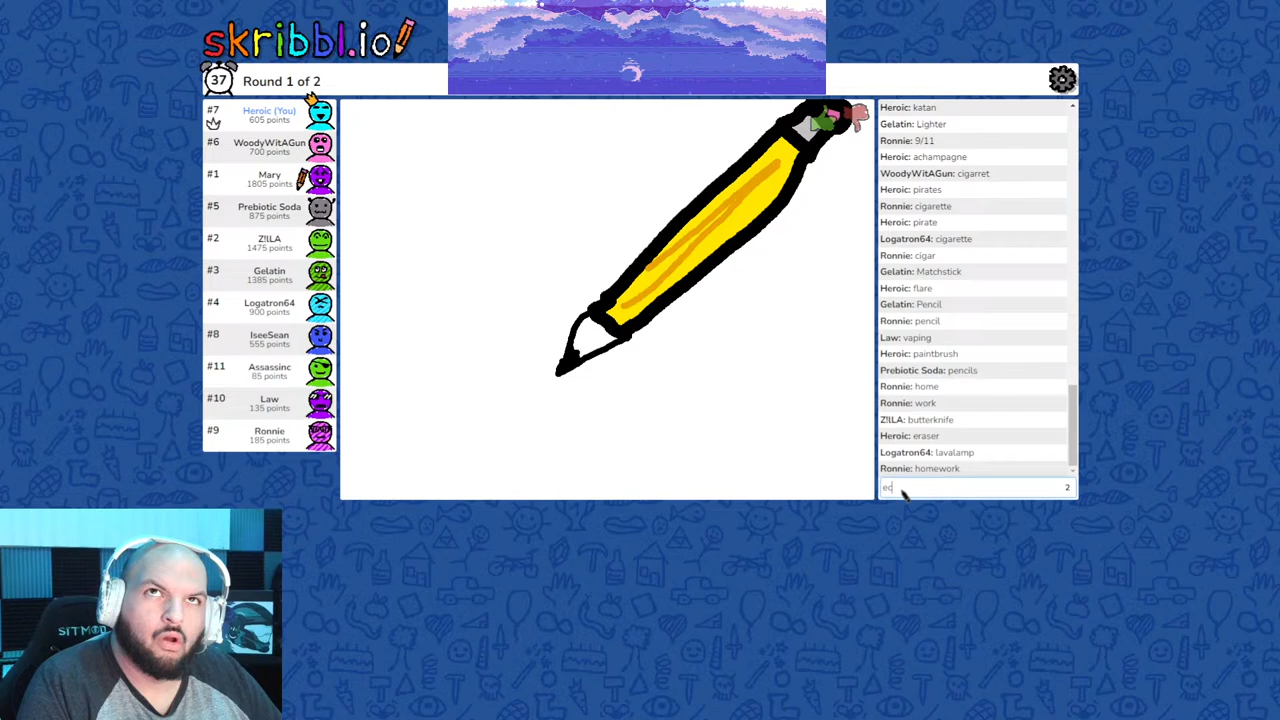 skribbl.io
37
Round 1 of 2
#7
Heroic (You)
605 points
#6
WoodyWitAGun
700 points
#1
Mary
1805 points
#5
Prebiotic Soda
875 points
#2
Z!LLA
1475 points
#3
Gelatin
1385 points
#4
Logatron64
900 points
#8
IseeSean
555 points
#11
Assassinc
85 points
#10
Law
135 points
#9
Ronnie
185 points
Heroic: katan
Gelatin: Lighter
Ronnie: 9/11
Heroic: achampagne
WoodyWitAGun: cigarret
Heroic: pirates
Ronnie: cigarette
Heroic: pirate
Logatron64: cigarette
Ronnie: cigar
Gelatin: Matchstick
Heroic: flare
Gelatin: Pencil
Ronnie: pencil
Law: vaping
Heroic: paintbrush
Prebiotic Soda: pencils
Ronnie: home
Ronnie: work
Z!LLA: butterknife
Heroic: eraser
Logatron64: lavalamp
Ronnie: homework
ec
2
SITMOD